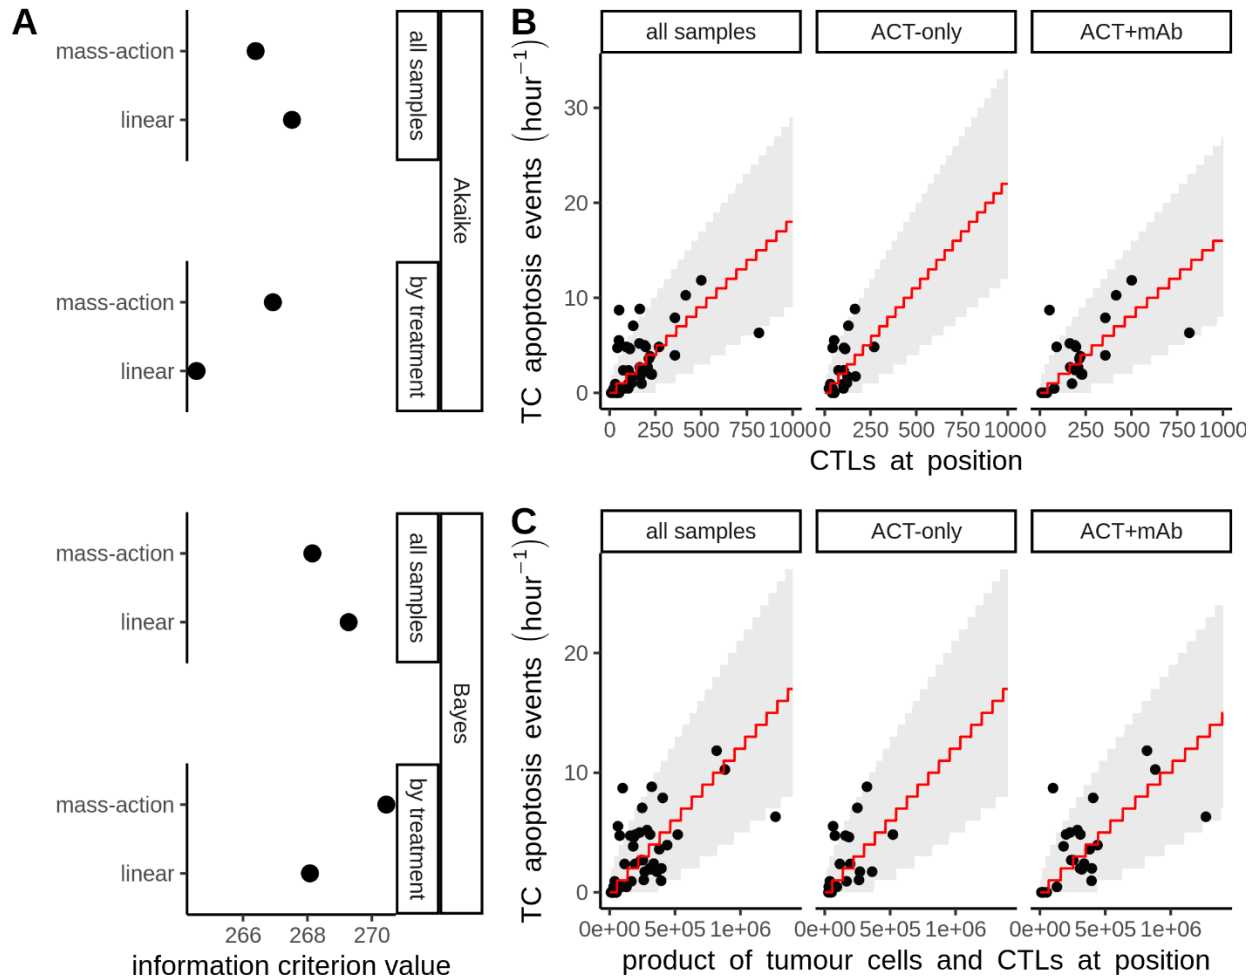 A
mass-action
linear
all samples
mass-action
linear
by treatment
Akaike
mass-action
linear
all samples
mass-action
linear
by treatment
Bayes
266 268 270
information criterion value
B
all samples ACT-only ACT+mAb
TC apoptosis events (hour⁻¹)
30
20
10
0
0 250 500 750 1000 0 250 500 750 1000 0 250 500 750 1000
CTLs at position
C
all samples ACT-only ACT+mAb
TC apoptosis events (hour⁻¹)
20
10
0
0e+00 5e+05 1e+06 0e+00 5e+05 1e+06 0e+00 5e+05 1e+06
product of tumour cells and CTLs at position